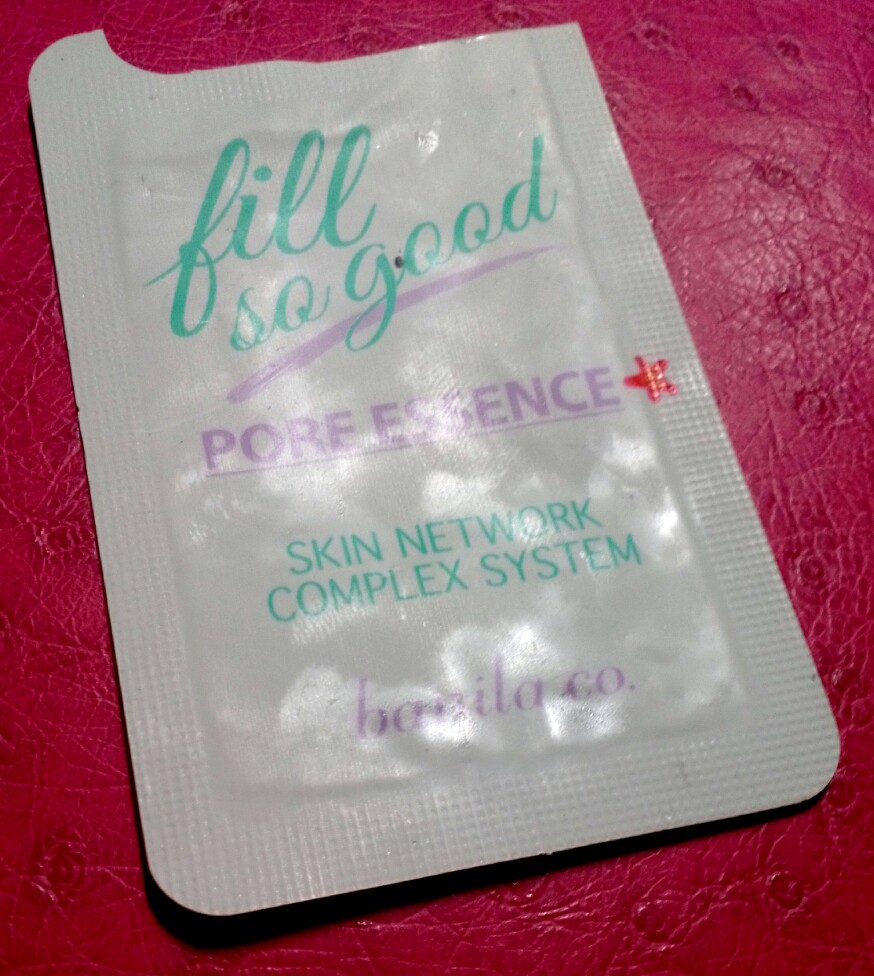 fill
so good
PORE ESSENCE
SKIN NETWORK
COMPLEX SYSTEM
banila co.